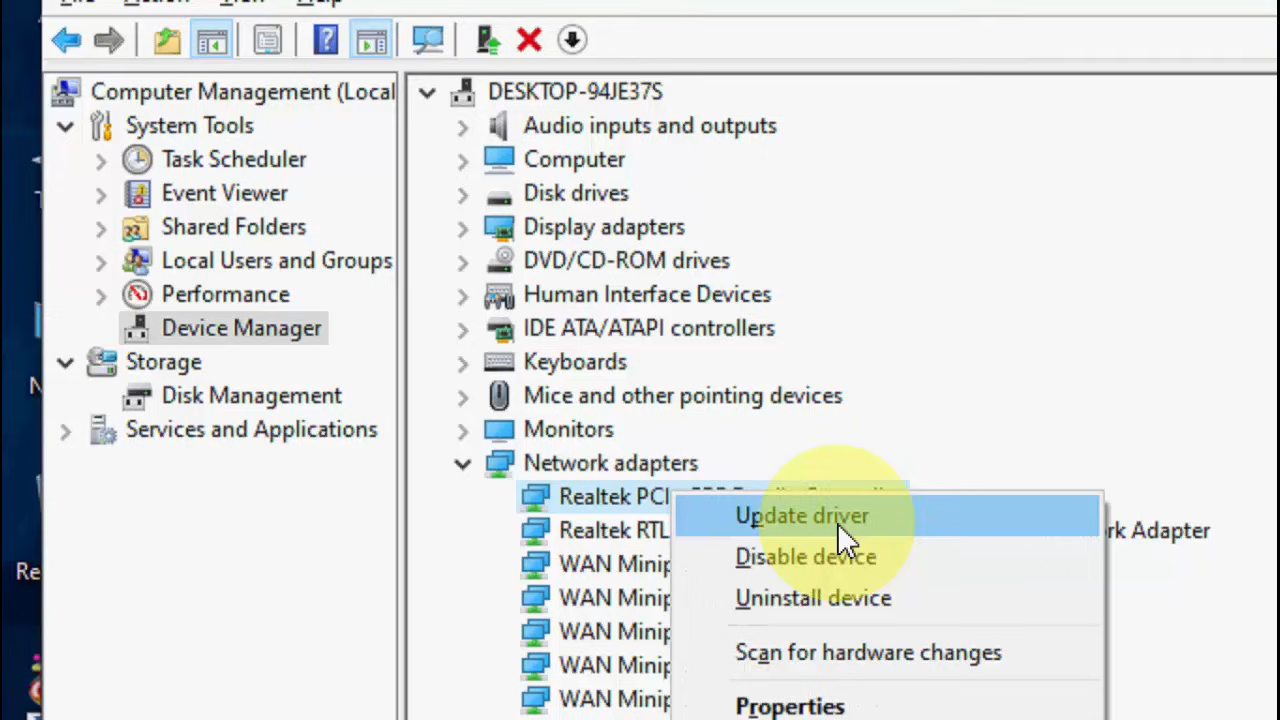 Computer Management (Local
System Tools
Task Scheduler
Event Viewer
Shared Folders
Local Users and Groups
Performance
Device Manager
Storage
Disk Management
Services and Applications
DESKTOP-94JE37S
Audio inputs and outputs
Computer
Disk drives
Display adapters
DVD/CD-ROM drives
Human Interface Devices
IDE ATA/ATAPI controllers
Keyboards
Mice and other pointing devices
Monitors
Network adapters
Realtek PCI
Realtek RTL
rk Adapter
WAN Minip
WAN Minip
WAN Minip
WAN Minip
WAN Minip
Update driver
Disable device
Uninstall device
Scan for hardware changes
Properties
Re